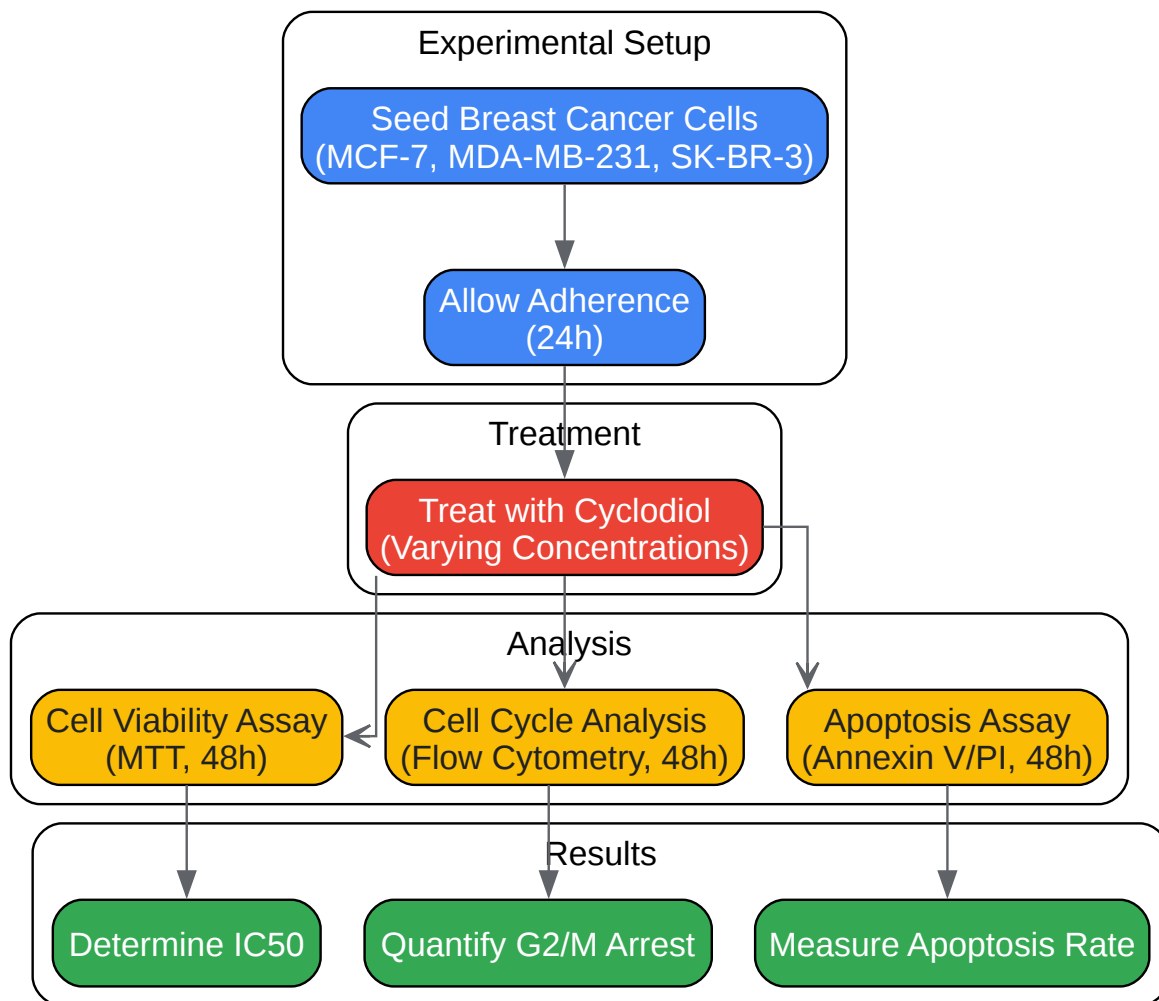 Experimental Setup
Seed Breast Cancer Cells
(MCF-7, MDA-MB-231, SK-BR-3)
Allow Adherence
(24h)
Treatment
Treat with Cyclodiol
(Varying Concentrations)
Analysis
Cell Viability Assay
(MTT, 48h)
Cell Cycle Analysis
(Flow Cytometry, 48h)
Apoptosis Assay
(Annexin V/PI, 48h)
Results
Determine IC50
Quantify G2/M Arrest
Measure Apoptosis Rate